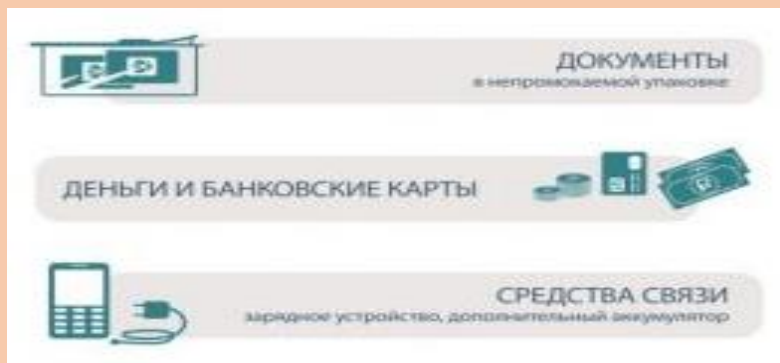 ДОКУМЕНТЫ
в непромокаемой упаковке
ДЕНЬГИ И БАНКОВСКИЕ КАРТЫ
СРЕДСТВА СВЯЗИ
зарядное устройство, дополнительный аккумулятор